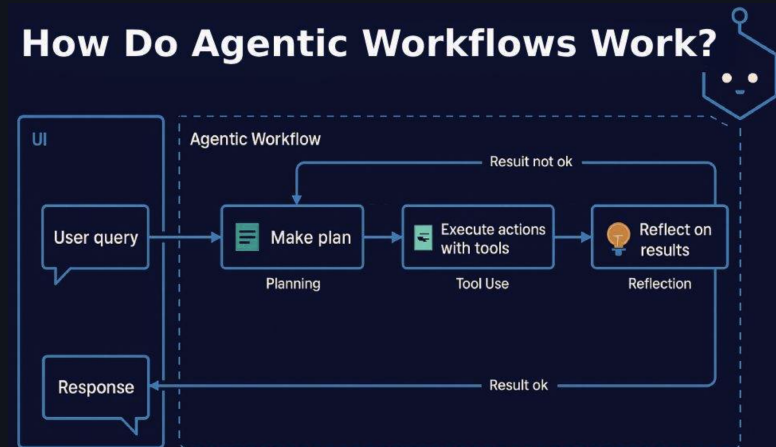 How Do Agentic Workflows Work?
UI
Agentic Workflow
Resuit not ok
User query
Make plan
Execute actions
with tools
Reflect on
results
Planning
Tool Use
Reflection
Response
Result ok